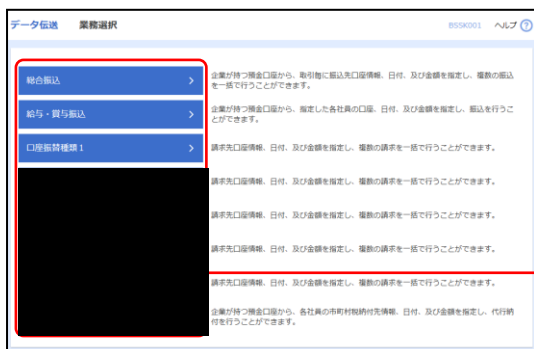 データ伝送 業務選択 BSSK001 ヘルプ ?
総合振込 >
企業が持つ預金口座から、取引毎に振込先口座情報、日付、及び金額を指定し、複数の振込
を一括で行うことができます。
給与・賞与振込 >
企業が持つ預金口座から、指定した各社員の口座、日付、及び金額を指定し、振込を行うこ
とができます。
口座振替種類1 >
請求先口座情報、日付、及び金額を指定し、複数の請求を一括で行うことができます。
請求先口座情報、日付、及び金額を指定し、複数の請求を一括で行うことができます。
請求先口座情報、日付、及び金額を指定し、複数の請求を一括で行うことができます。
請求先口座情報、日付、及び金額を指定し、複数の請求を一括で行うことができます。
請求先口座情報、日付、及び金額を指定し、複数の請求を一括で行うことができます。
企業が持つ預金口座から、各社員の市町村税納付先情報、日付、及び金額を指定し、代行納
付を行うことができます。